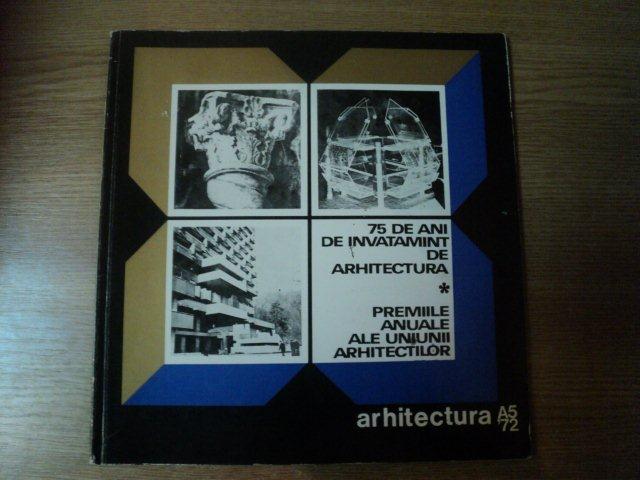 75 DE ANI
DE INVATAMINT
DE
ARHITECTURA
*
PREMIILE
ANUALE
ALE UNIUNII
ARHITECTILOR
arhitectura A5
72